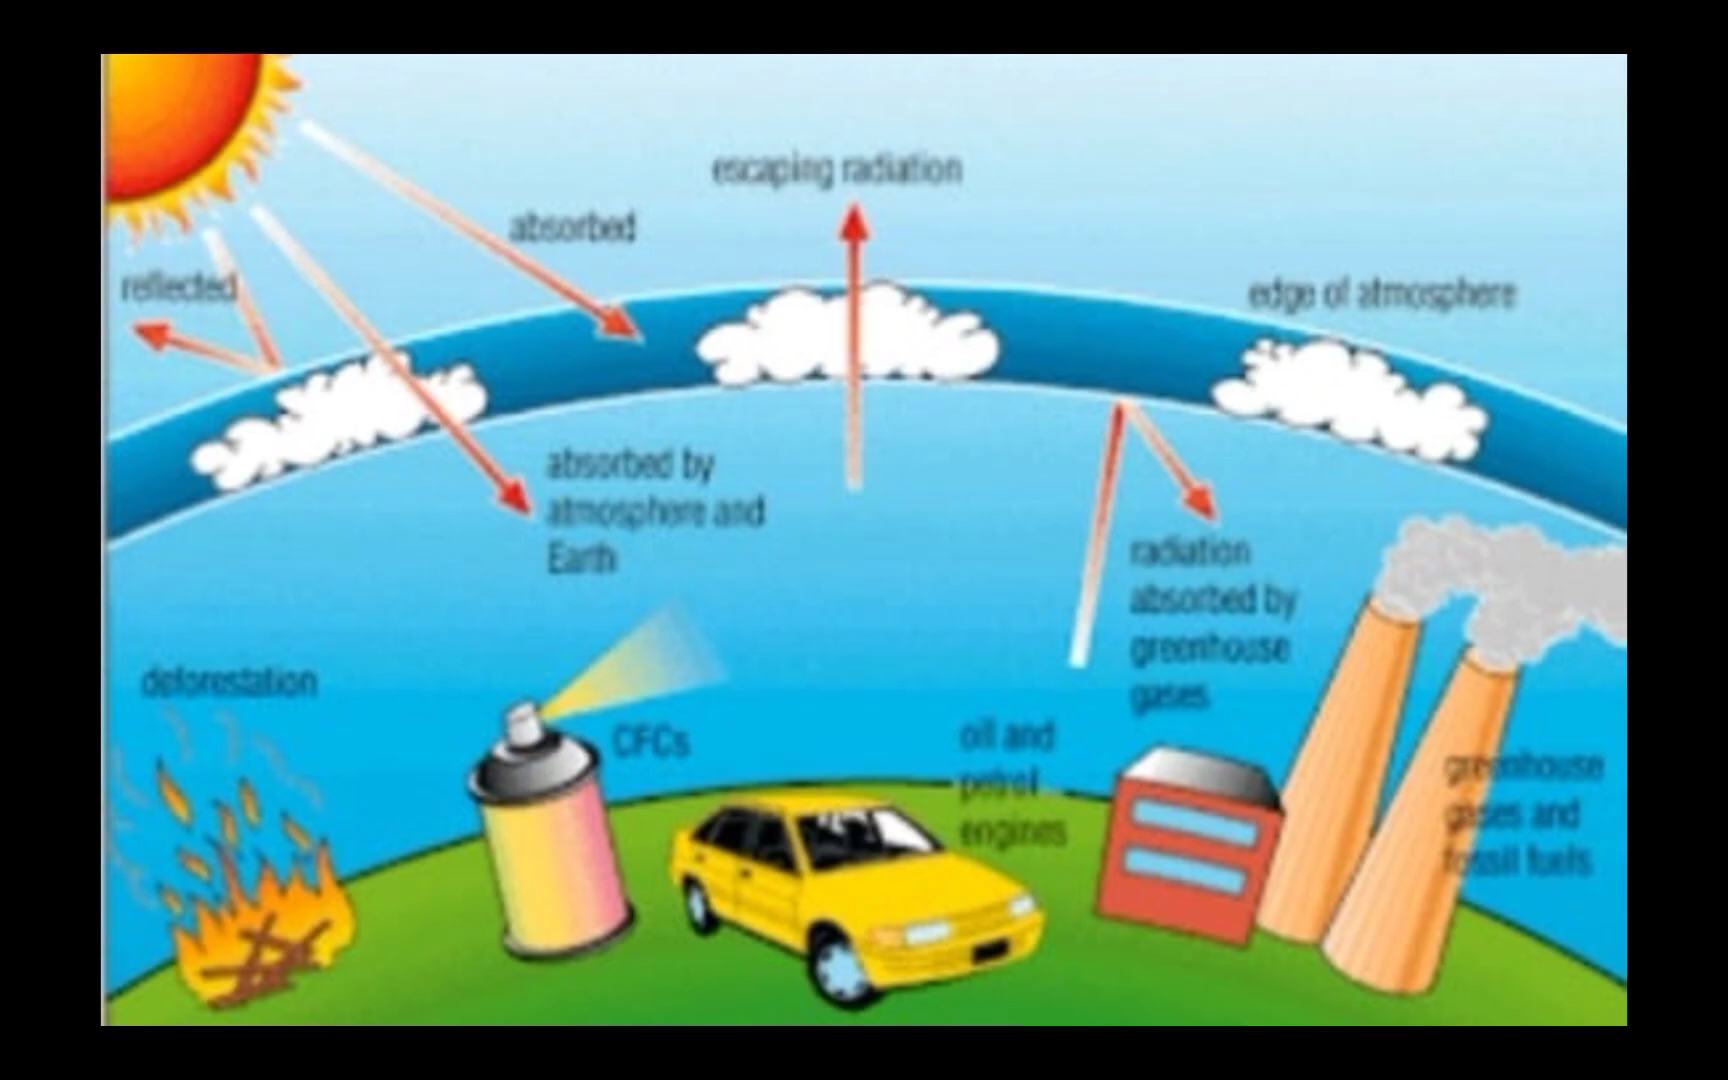 escaping radiation
absorbed
reflected
edge of atmosphere
absorbed by
atmosphere and
Earth
radiation
absorbed by
greenhouse
gases
deforestation
CFCs
oil and
petrol
engines
greenhouse
gases and
fossil fuels